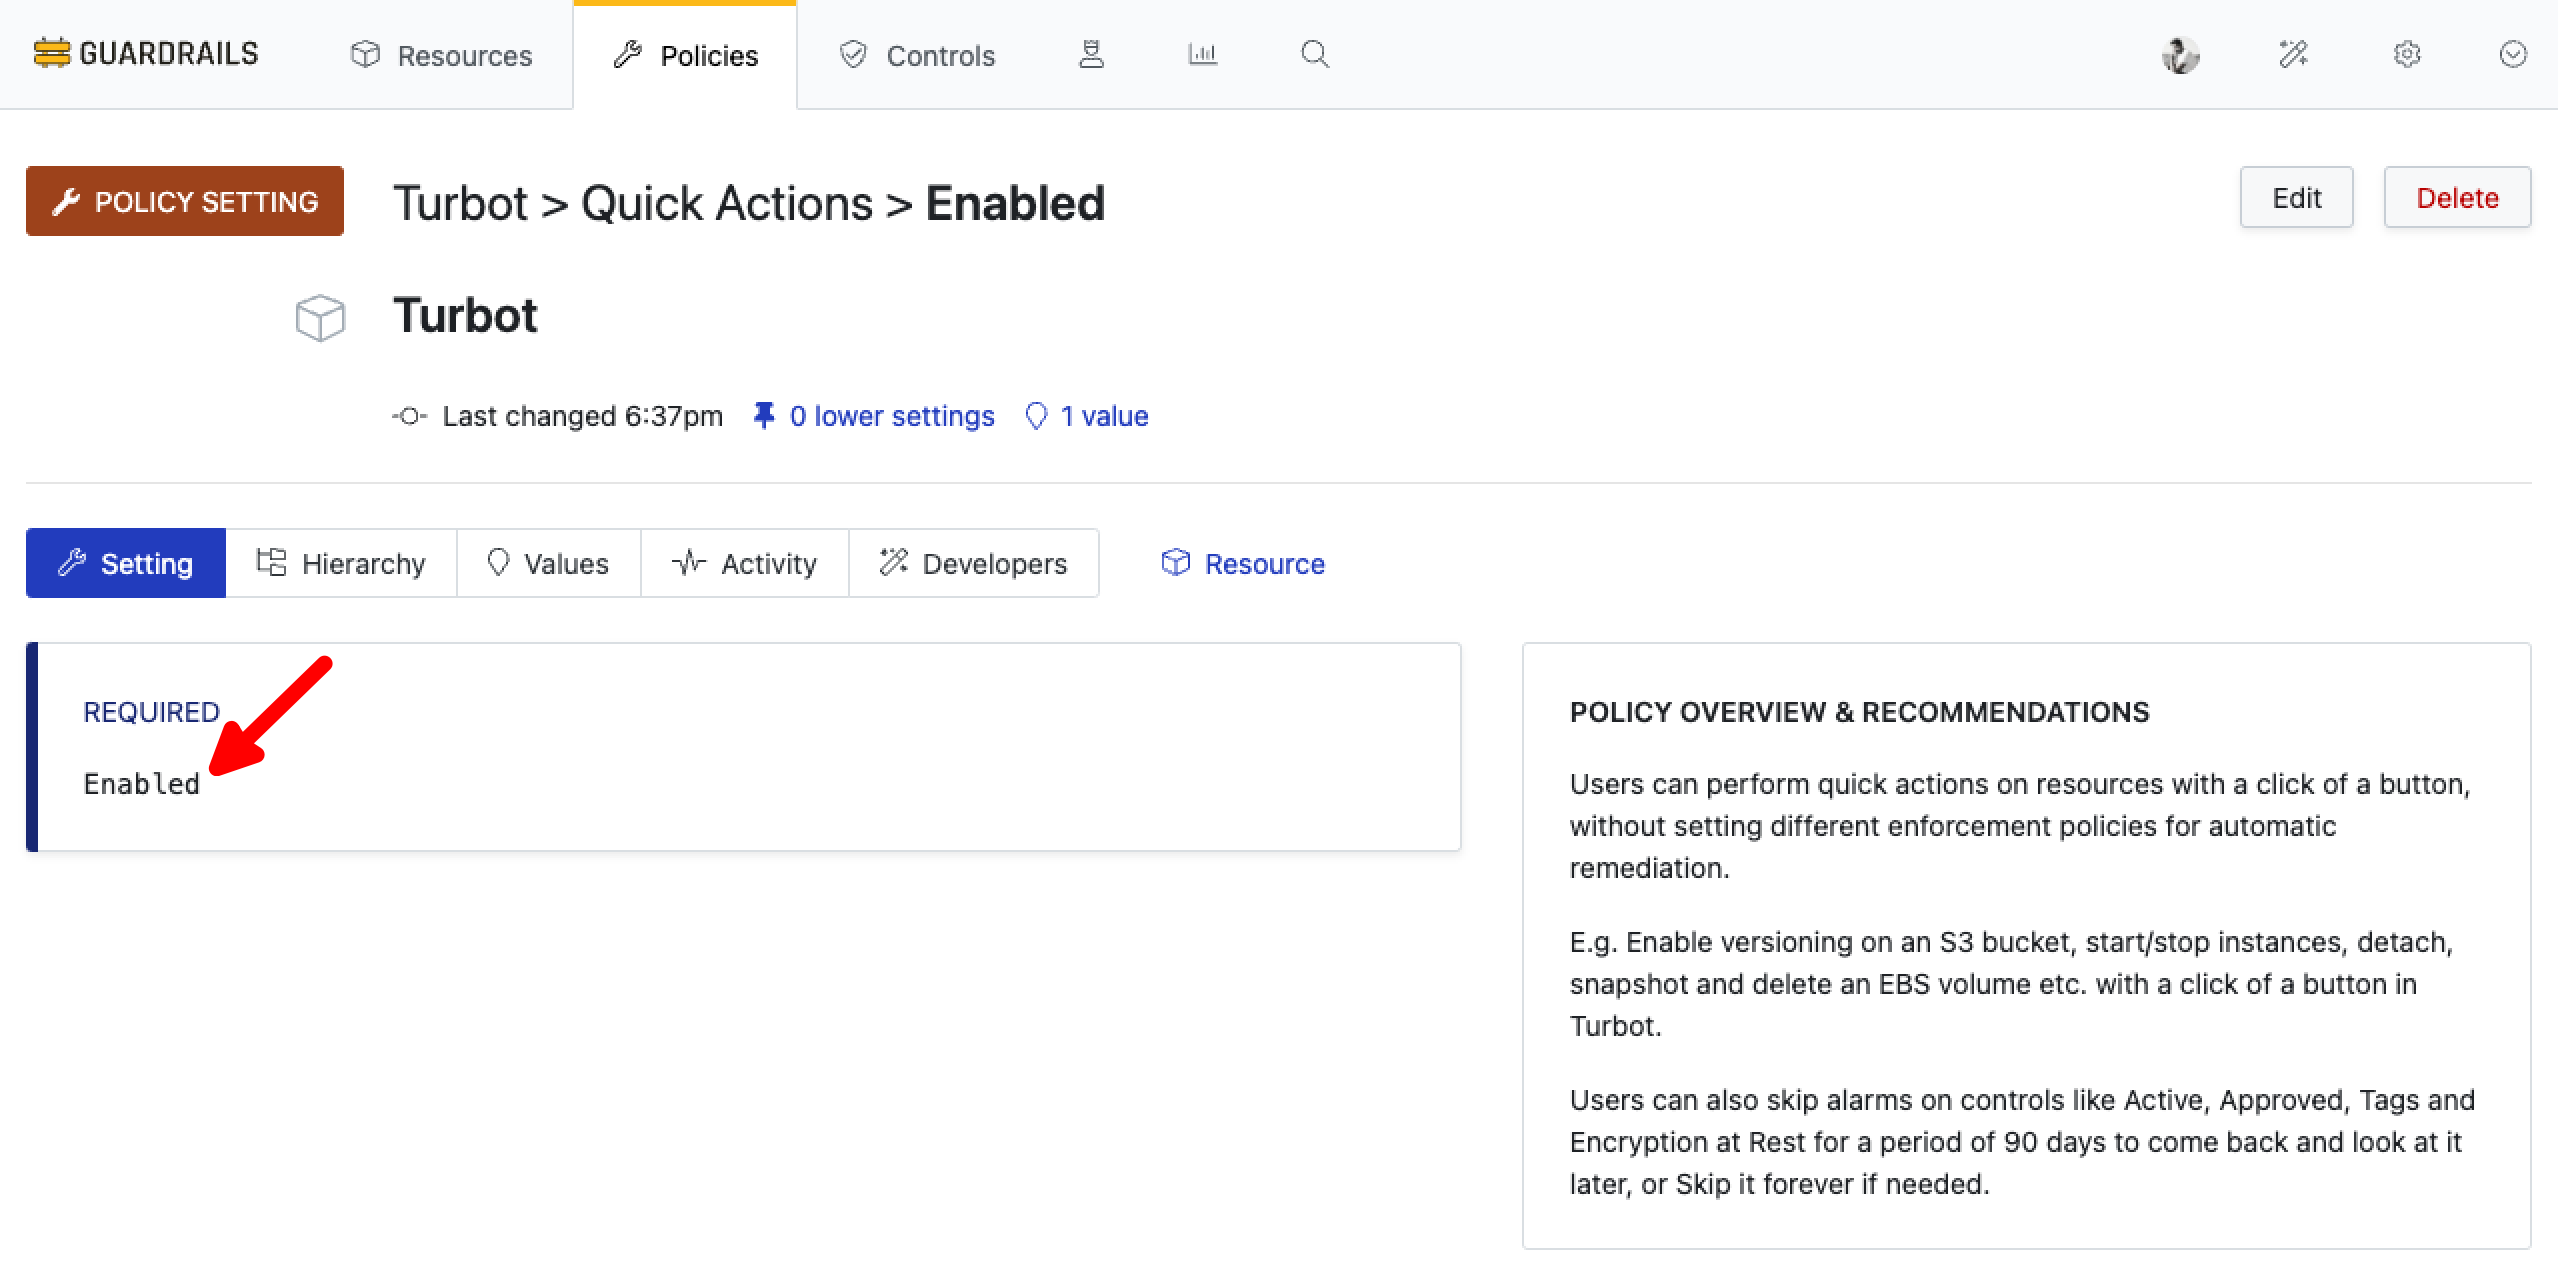 GUARDRAILS
Resources
Policies
Controls
POLICY SETTING
Turbot > Quick Actions > Enabled
Edit
Delete
Turbot
Last changed 6:37pm
0 lower settings
1 value
Setting
Hierarchy
Values
Activity
Developers
Resource
REQUIRED
Enabled
POLICY OVERVIEW & RECOMMENDATIONS
Users can perform quick actions on resources with a click of a button,
without setting different enforcement policies for automatic
remediation.
E.g. Enable versioning on an S3 bucket, start/stop instances, detach,
snapshot and delete an EBS volume etc. with a click of a button in
Turbot.
Users can also skip alarms on controls like Active, Approved, Tags and
Encryption at Rest for a period of 90 days to come back and look at it
later, or Skip it forever if needed.